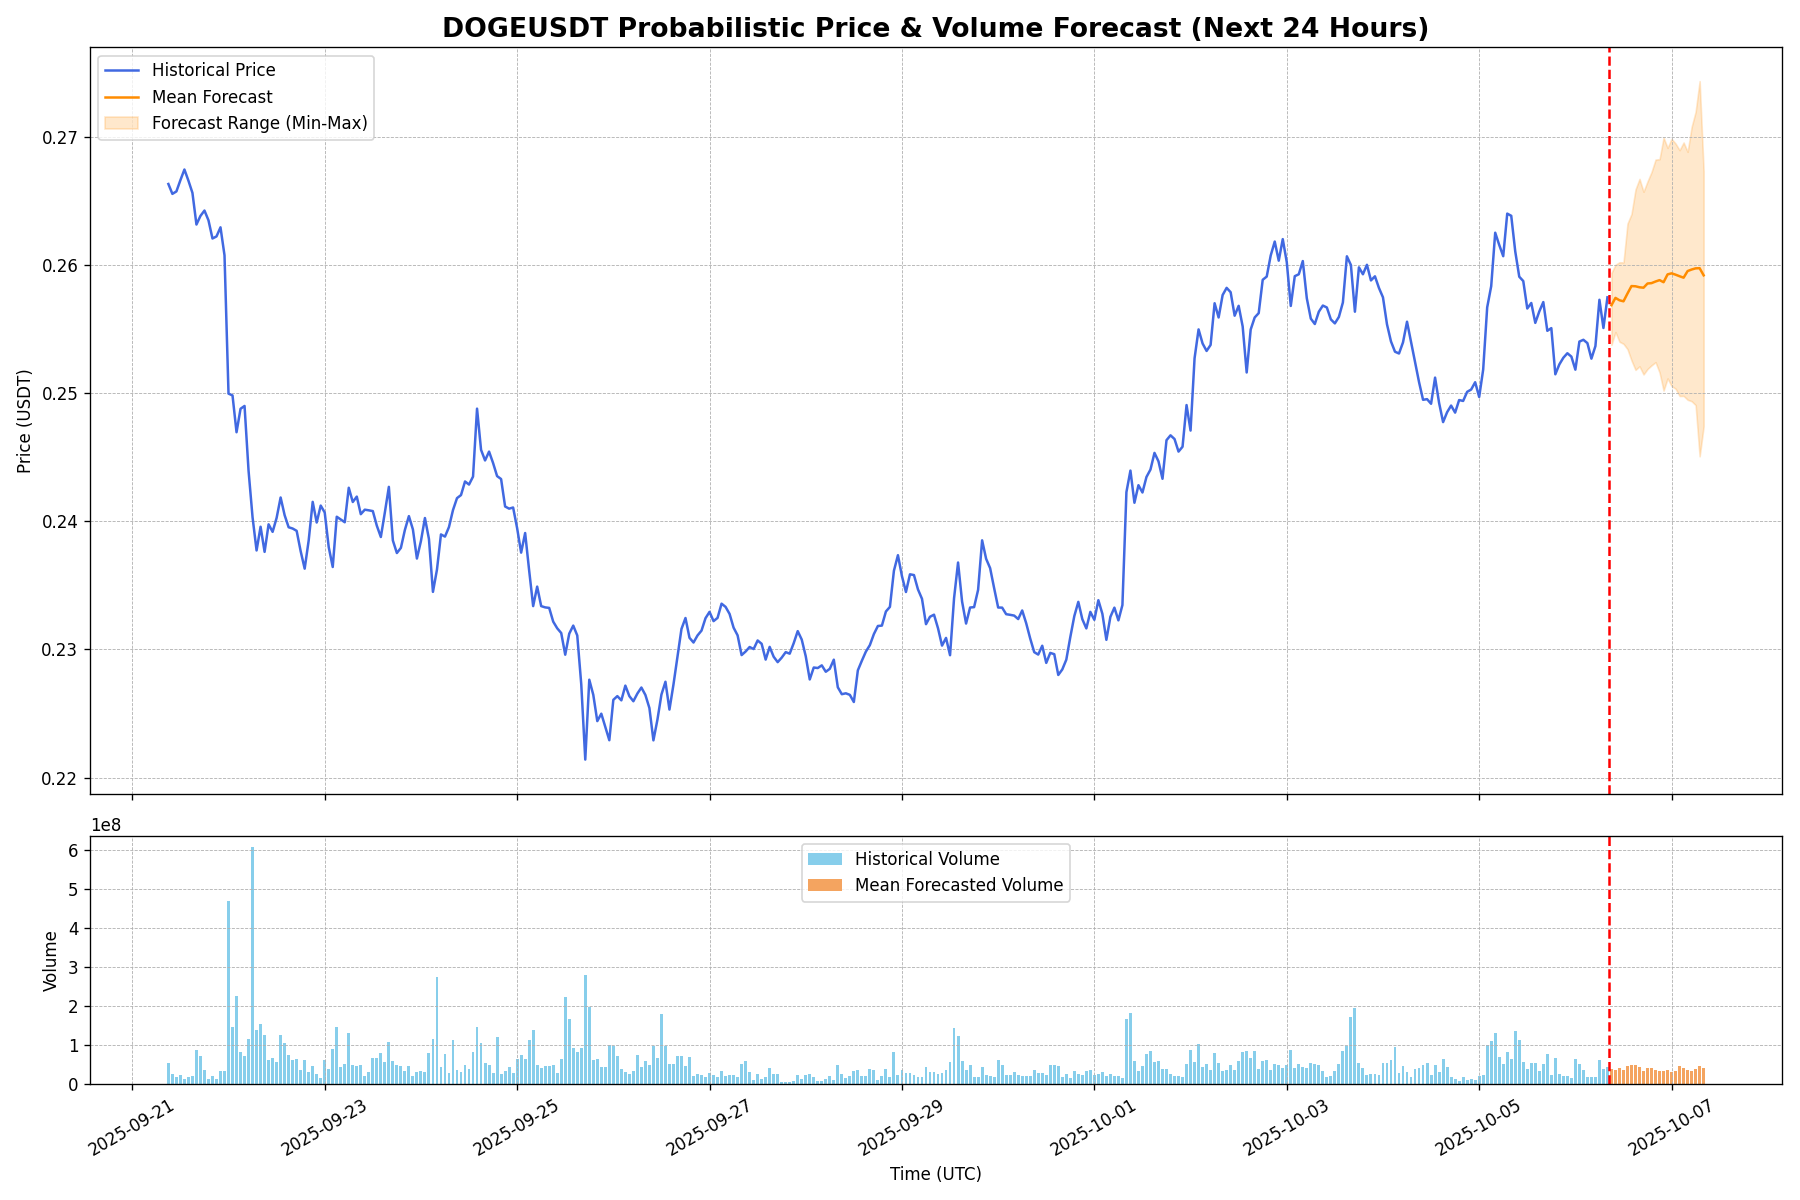 DOGEUSDT Probabilistic Price & Volume Forecast (Next 24 Hours)
Historical Price
Mean Forecast
Forecast Range (Min-Max)
0.27
0.26
0.25
0.24
0.23
0.22
Price (USDT)
1e8
Historical Volume
Mean Forecasted Volume
6
5
4
3
2
1
0
Volume
2025-09-21
2025-09-23
2025-09-25
2025-09-27
2025-09-29
2025-10-01
2025-10-03
2025-10-05
2025-10-07
Time (UTC)